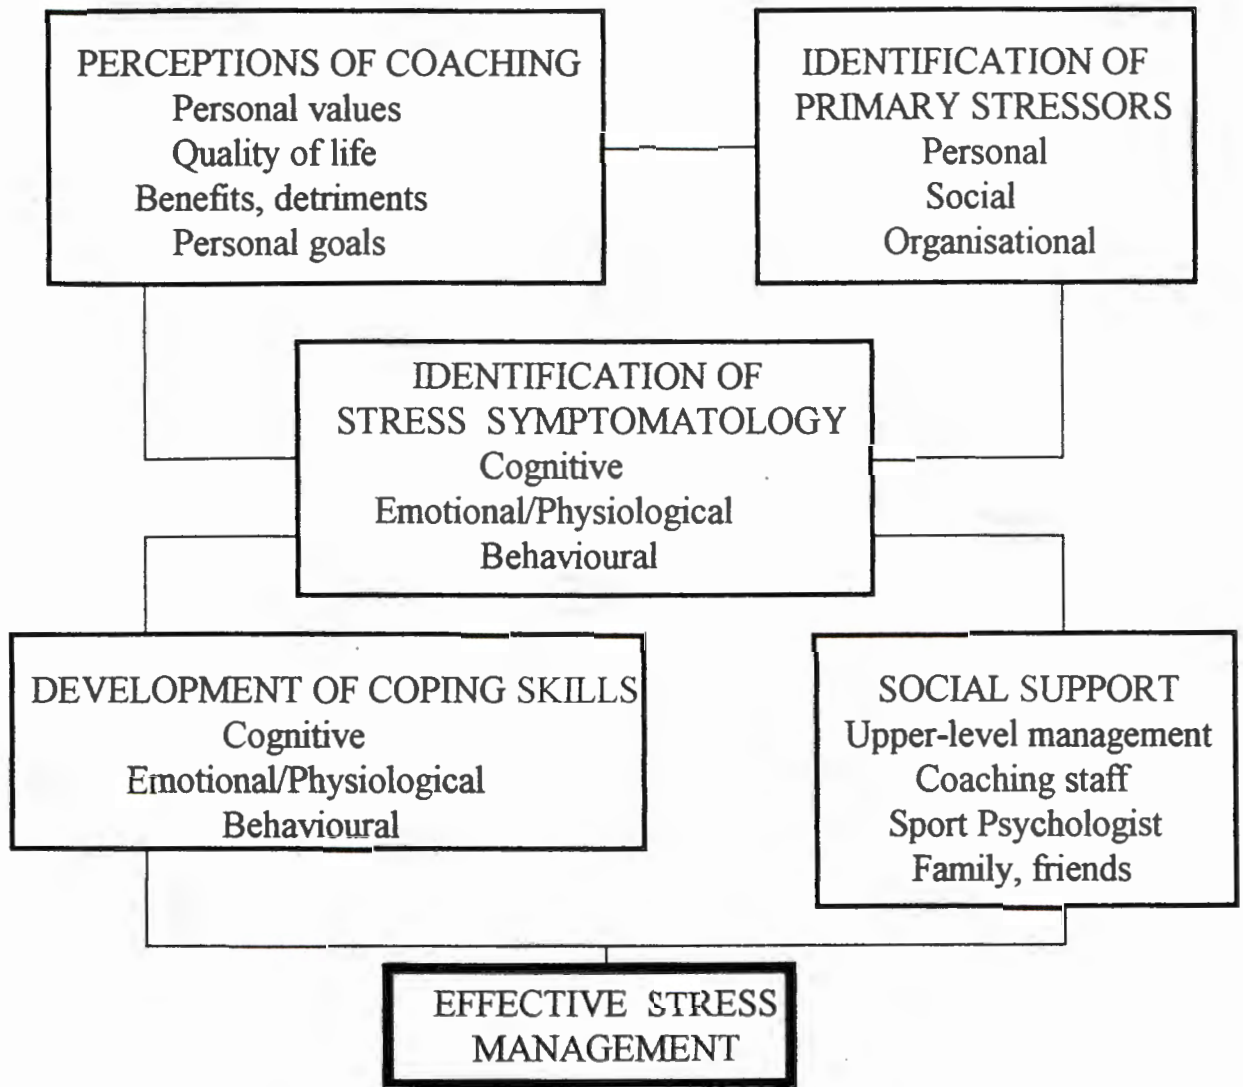 PERCEPTIONS OF COACHING
Personal values
Quality of life
Benefits, detriments
Personal goals
IDENTIFICATION OF
PRIMARY STRESSORS
Personal
Social
Organisational
IDENTIFICATION OF
STRESS SYMPTOMATOLOGY
Cognitive
Emotional/Physiological
Behavioural
DEVELOPMENT OF COPING SKILLS
Cognitive
Emotional/Physiological
Behavioural
SOCIAL SUPPORT
Upper-level management
Coaching staff
Sport Psychologist
Family, friends
EFFECTIVE STRESS
MANAGEMENT